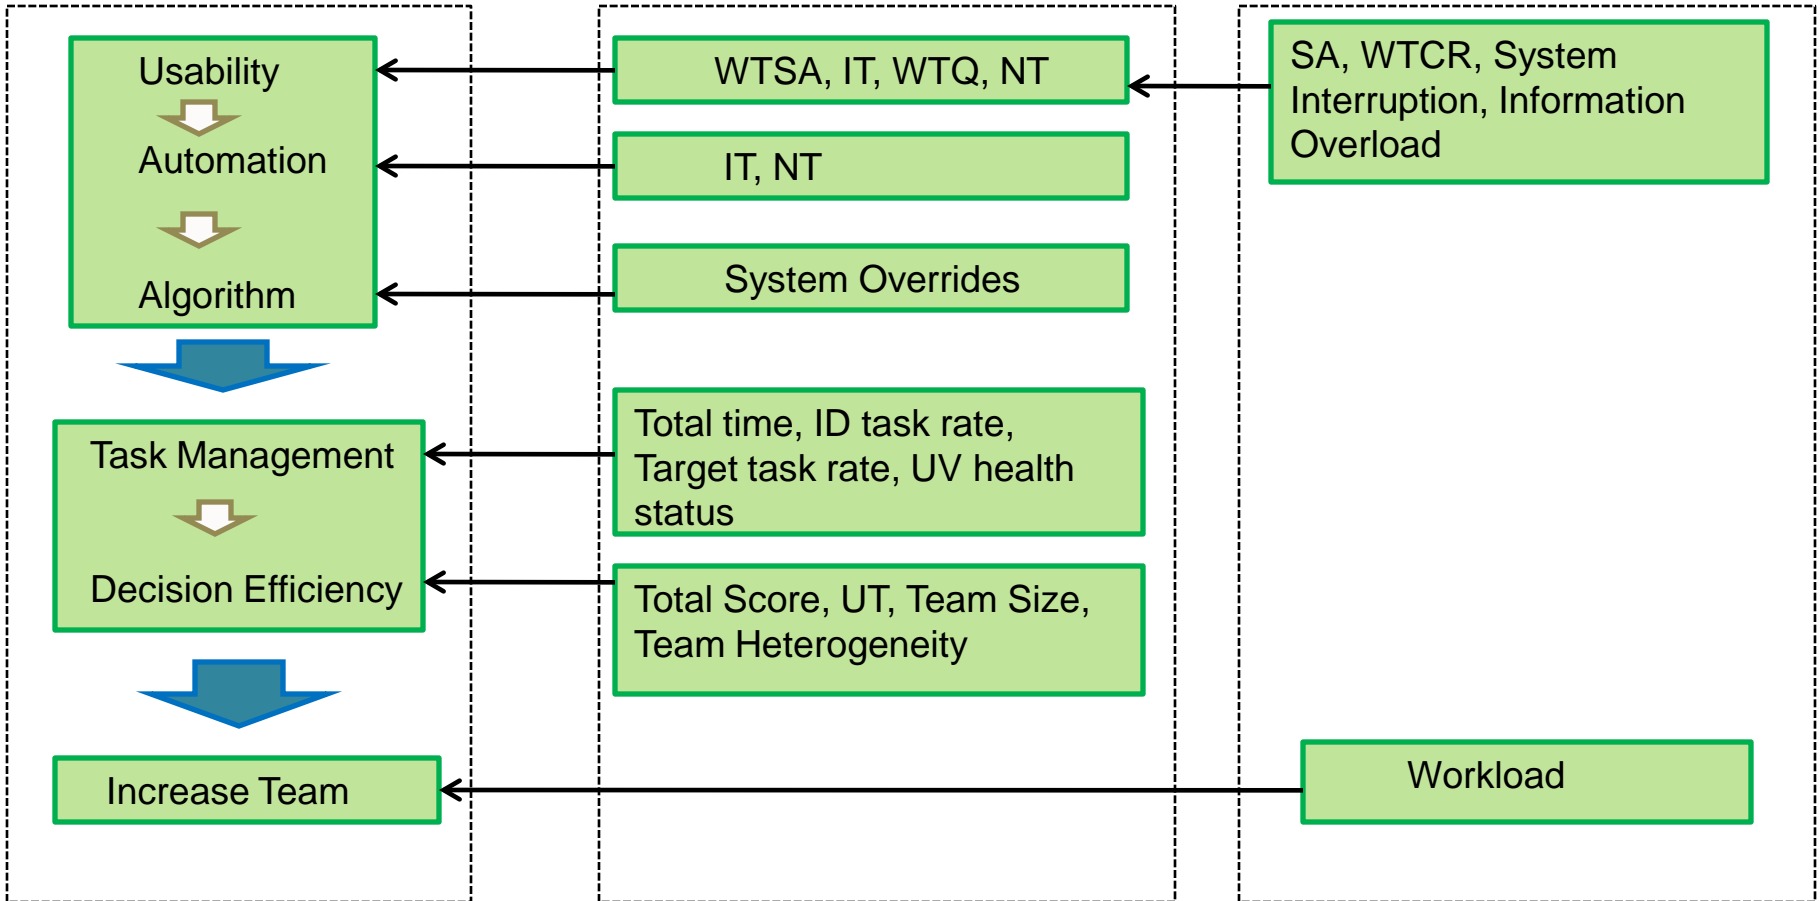 Usability
Automation
Algorithm
Task Management
Decision Efficiency
Increase Team
WTSA, IT, WTQ, NT
IT, NT
System Overrides
Total time, ID task rate,
Target task rate, UV health
status
Total Score, UT, Team Size,
Team Heterogeneity
SA, WTCR, System
Interruption, Information
Overload
Workload